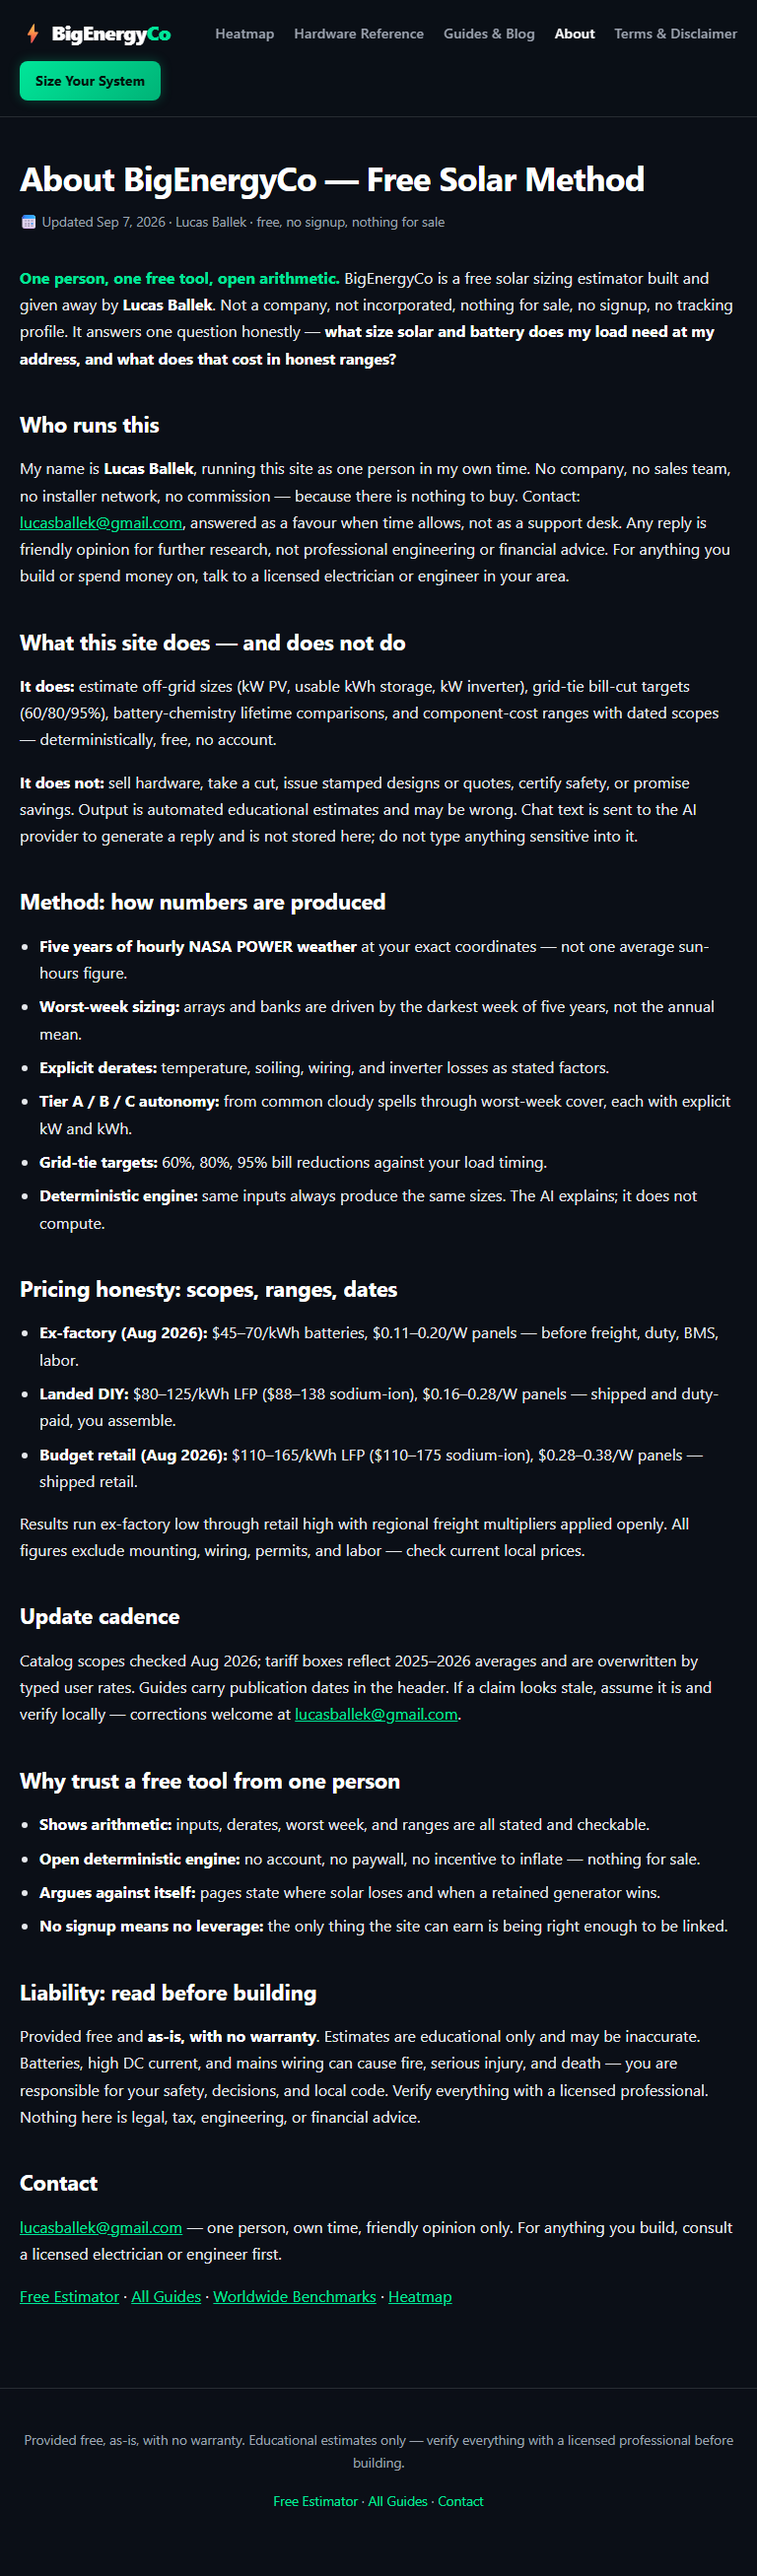 BigEnergyCo
Heatmap Hardware Reference Guides & Blog About Terms & Disclaimer
Size Your System
About BigEnergyCo — Free Solar Method
Updated Sep 7, 2026 · Lucas Ballek · free, no signup, nothing for sale
One person, one free tool, open arithmetic. BigEnergyCo is a free solar sizing estimator built and
given away by Lucas Ballek. Not a company, not incorporated, nothing for sale, no signup, no tracking
profile. It answers one question honestly — what size solar and battery does my load need at my
address, and what does that cost in honest ranges?
Who runs this
My name is Lucas Ballek, running this site as one person in my own time. No company, no sales team,
no installer network, no commission — because there is nothing to buy. Contact:
lucasballek@gmail.com, answered as a favour when time allows, not as a support desk. Any reply is
friendly opinion for further research, not professional engineering or financial advice. For anything you
build or spend money on, talk to a licensed electrician or engineer in your area.
What this site does — and does not do
It does: estimate off-grid sizes (kW PV, usable kWh storage, kW inverter), grid-tie bill-cut targets
(60/80/95%), battery-chemistry lifetime comparisons, and component-cost ranges with dated scopes
— deterministically, free, no account.
It does not: sell hardware, take a cut, issue stamped designs or quotes, certify safety, or promise
savings. Output is automated educational estimates and may be wrong. Chat text is sent to the AI
provider to generate a reply and is not stored here; do not type anything sensitive into it.
Method: how numbers are produced
• Five years of hourly NASA POWER weather at your exact coordinates — not one average sun-
hours figure.
• Worst-week sizing: arrays and banks are driven by the darkest week of five years, not the annual
mean.
• Explicit derates: temperature, soiling, wiring, and inverter losses as stated factors.
• Tier A / B / C autonomy: from common cloudy spells through worst-week cover, each with explicit
kW and kWh.
• Grid-tie targets: 60%, 80%, 95% bill reductions against your load timing.
• Deterministic engine: same inputs always produce the same sizes. The AI explains; it does not
compute.
Pricing honesty: scopes, ranges, dates
• Ex-factory (Aug 2026): $45–70/kWh batteries, $0.11–0.20/W panels — before freight, duty, BMS,
labor.
• Landed DIY: $80–125/kWh LFP ($88–138 sodium-ion), $0.16–0.28/W panels — shipped and duty-
paid, you assemble.
• Budget retail (Aug 2026): $110–165/kWh LFP ($110–175 sodium-ion), $0.28–0.38/W panels —
shipped retail.
Results run ex-factory low through retail high with regional freight multipliers applied openly. All
figures exclude mounting, wiring, permits, and labor — check current local prices.
Update cadence
Catalog scopes checked Aug 2026; tariff boxes reflect 2025–2026 averages and are overwritten by
typed user rates. Guides carry publication dates in the header. If a claim looks stale, assume it is and
verify locally — corrections welcome at lucasballek@gmail.com.
Why trust a free tool from one person
• Shows arithmetic: inputs, derates, worst week, and ranges are all stated and checkable.
• Open deterministic engine: no account, no paywall, no incentive to inflate — nothing for sale.
• Argues against itself: pages state where solar loses and when a retained generator wins.
• No signup means no leverage: the only thing the site can earn is being right enough to be linked.
Liability: read before building
Provided free and as-is, with no warranty. Estimates are educational only and may be inaccurate.
Batteries, high DC current, and mains wiring can cause fire, serious injury, and death — you are
responsible for your safety, decisions, and local code. Verify everything with a licensed professional.
Nothing here is legal, tax, engineering, or financial advice.
Contact
lucasballek@gmail.com — one person, own time, friendly opinion only. For anything you build, consult
a licensed electrician or engineer first.
Free Estimator · All Guides · Worldwide Benchmarks · Heatmap
Provided free, as-is, with no warranty. Educational estimates only — verify everything with a licensed professional before
building.
Free Estimator · All Guides · Contact